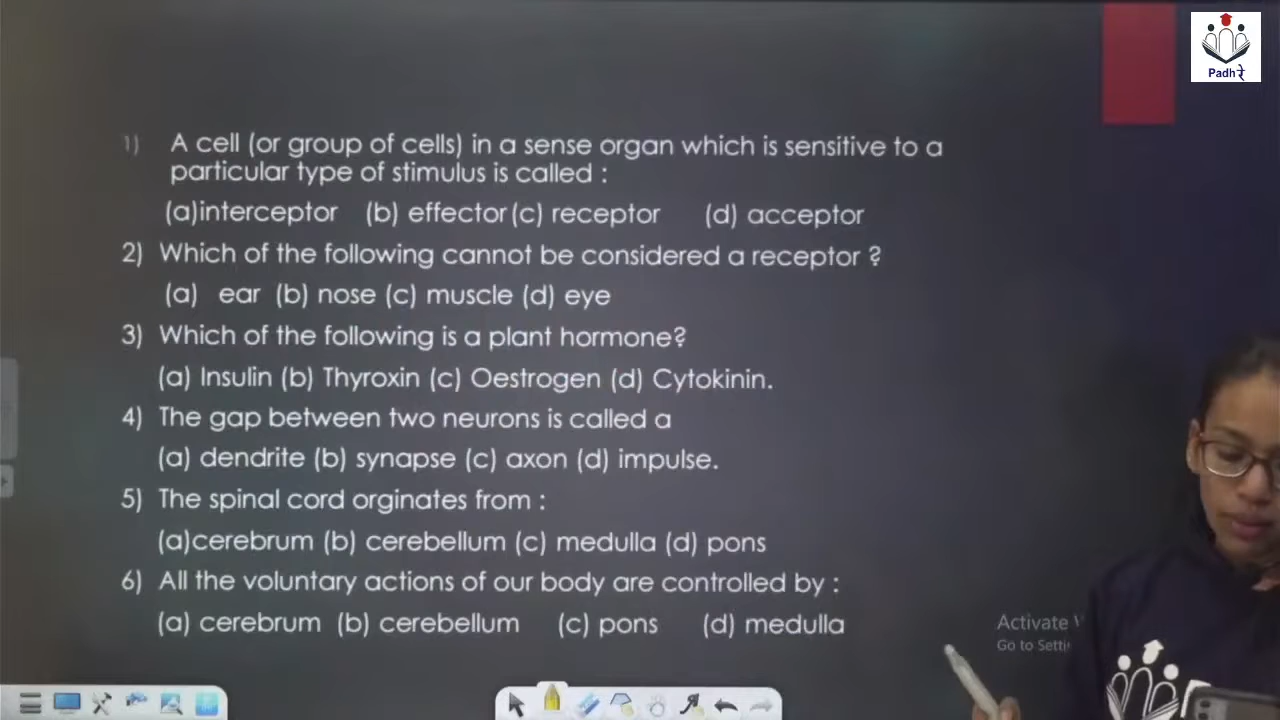 Padhरे
1) A cell (or group of cells) in a sense organ which is sensitive to a
particular type of stimulus is called :
(a)interceptor (b) effector (c) receptor (d) acceptor
2) Which of the following cannot be considered a receptor ?
(a) ear (b) nose (c) muscle (d) eye
3) Which of the following is a plant hormone?
(a) Insulin (b) Thyroxin (c) Oestrogen (d) Cytokinin.
4) The gap between two neurons is called a
(a) dendrite (b) synapse (c) axon (d) impulse.
5) The spinal cord orginates from :
(a)cerebrum (b) cerebellum (c) medulla (d) pons
6) All the voluntary actions of our body are controlled by :
(a) cerebrum (b) cerebellum (c) pons (d) medulla
Activate
Go to